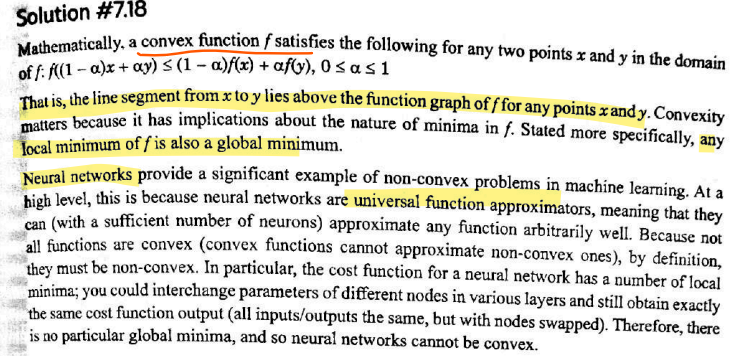 Solution #7.18
Mathematically, a convex function f satisfies the following for any two points x and y in the domain
of f. f((1 – α)x + αy) ≤ (1 – α)f(x) + αf(y), 0 ≤ α ≤ 1
That is, the line segment from x to y lies above the function graph of f for any points x and y. Convexity
matters because it has implications about the nature of minima in f. Stated more specifically, any
local minimum of f is also a global minimum.
Neural networks provide a significant example of non-convex problems in machine learning. At a
high level, this is because neural networks are universal function approximators, meaning that they
can (with a sufficient number of neurons) approximate any function arbitrarily well. Because not
all functions are convex (convex functions cannot approximate non-convex ones), by definition,
they must be non-convex. In particular, the cost function for a neural network has a number of local
minima; you could interchange parameters of different nodes in various layers and still obtain exactly
the same cost function output (all inputs/outputs the same, but with nodes swapped). Therefore, there
is no particular global minima, and so neural networks cannot be convex.